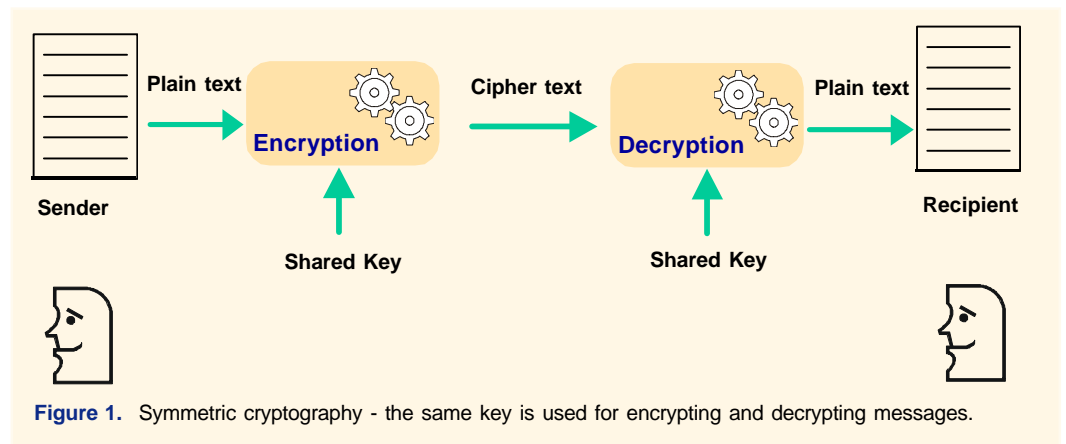 Plain text
Cipher text
Plain text
Encryption
Decryption
Sender
Recipient
Shared Key
Shared Key
Figure 1. Symmetric cryptography - the same key is used for encrypting and decrypting messages.